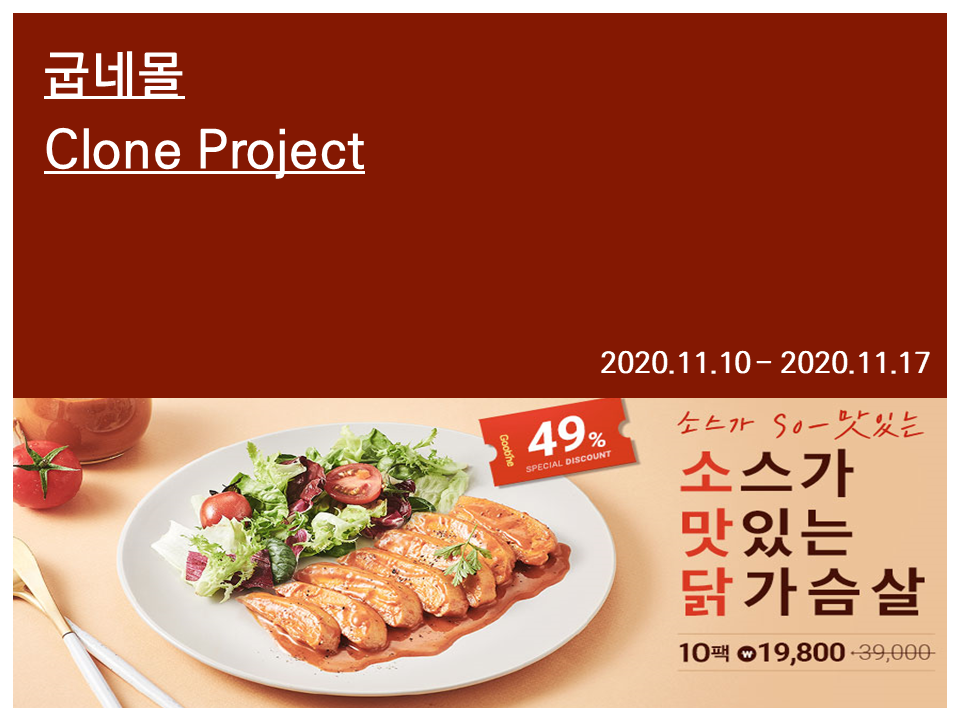 굽네몰
Clone Project
2020.11.10 – 2020.11.17
Goobne
49%
SPECIAL DISCOUNT
소스가 So- 맛있는
소스가
맛있는
닭가슴살
10팩 ₩19,800 39,000